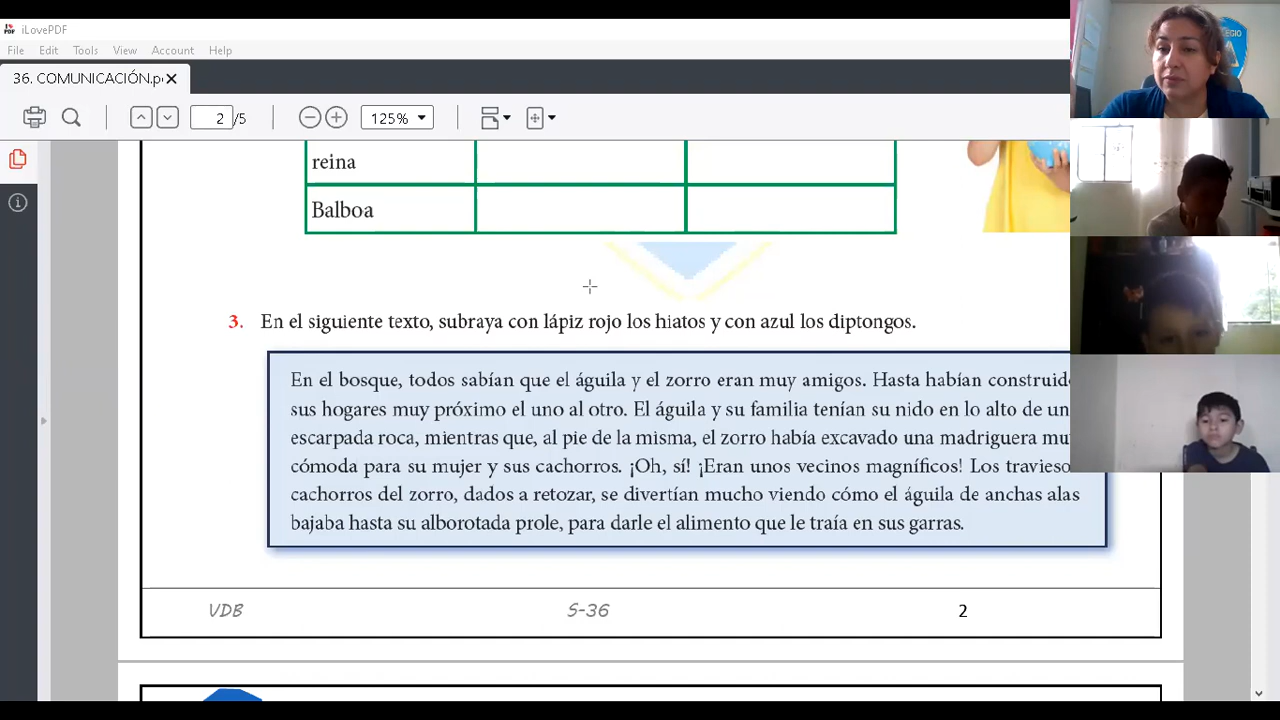 iLovePDF
File Edit Tools View Account Help
36. COMUNICACIÓN.p
2 /5 125%
reina
Balboa
3. En el siguiente texto, subraya con lápiz rojo los hiatos y con azul los diptongos.
En el bosque, todos sabían que el águila y el zorro eran muy amigos. Hasta habían construid
sus hogares muy próximo el uno al otro. El águila y su familia tenían su nido en lo alto de un
escarpada roca, mientras que, al pie de la misma, el zorro había excavado una madriguera mu
cómoda para su mujer y sus cachorros. ¡Oh, sí! ¡Eran unos vecinos magníficos! Los travieso
cachorros del zorro, dados a retozar, se divertían mucho viendo cómo el águila de anchas alas
bajaba hasta su alborotada prole, para darle el alimento que le traía en sus garras.
VDB S-36 2